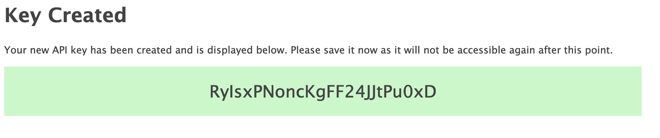 Key Created
Your new API key has been created and is displayed below. Please save it now as it will not be accessible again after this point.
RyIsxPNoncKgFF24JJtPu0xD